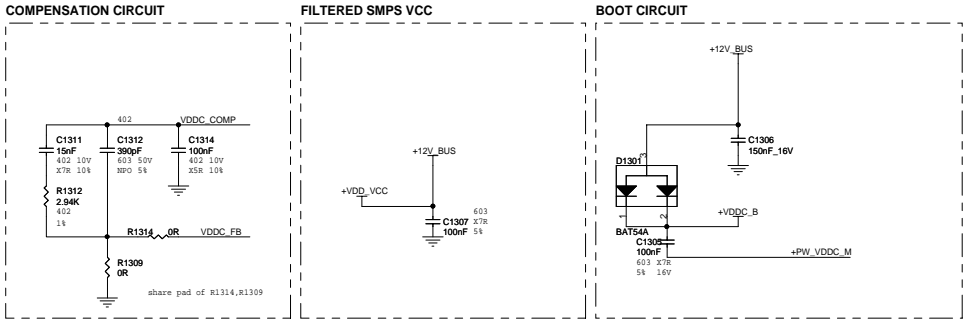 COMPENSATION CIRCUIT
FILTERED SMPS VCC
BOOT CIRCUIT
402
VDDC_COMP
C1311
15nF
402 10V
X7R 10%
C1312
390pF
603 50V
NPO 5%
C1314
100nF
402 10V
X5R 10%
R1312
2.94K
402
1%
R1314
0R
VDDC_FB
R1309
0R
share pad of R1314,R1309
+12V_BUS
+VDD_VCC
C1307
100nF
603
X7R
5%
+12V_BUS
C1306
150nF_16V
D1301
3
1
2
BAT54A
+VDDC_B
C1305
100nF
603 X7R
5% 16V
+PW_VDDC_M